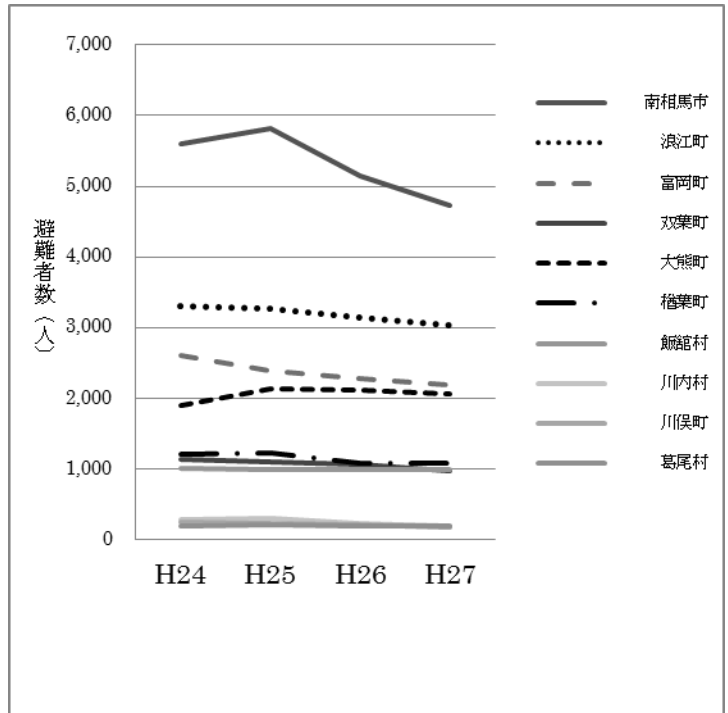 7,000
6,000
5,000
4,000
3,000
2,000
1,000
0
避難者数（人）
H24 H25 H26 H27
南相馬市
浪江町
富岡町
双葉町
大熊町
楢葉町
飯舘村
川内村
川俣町
葛尾村